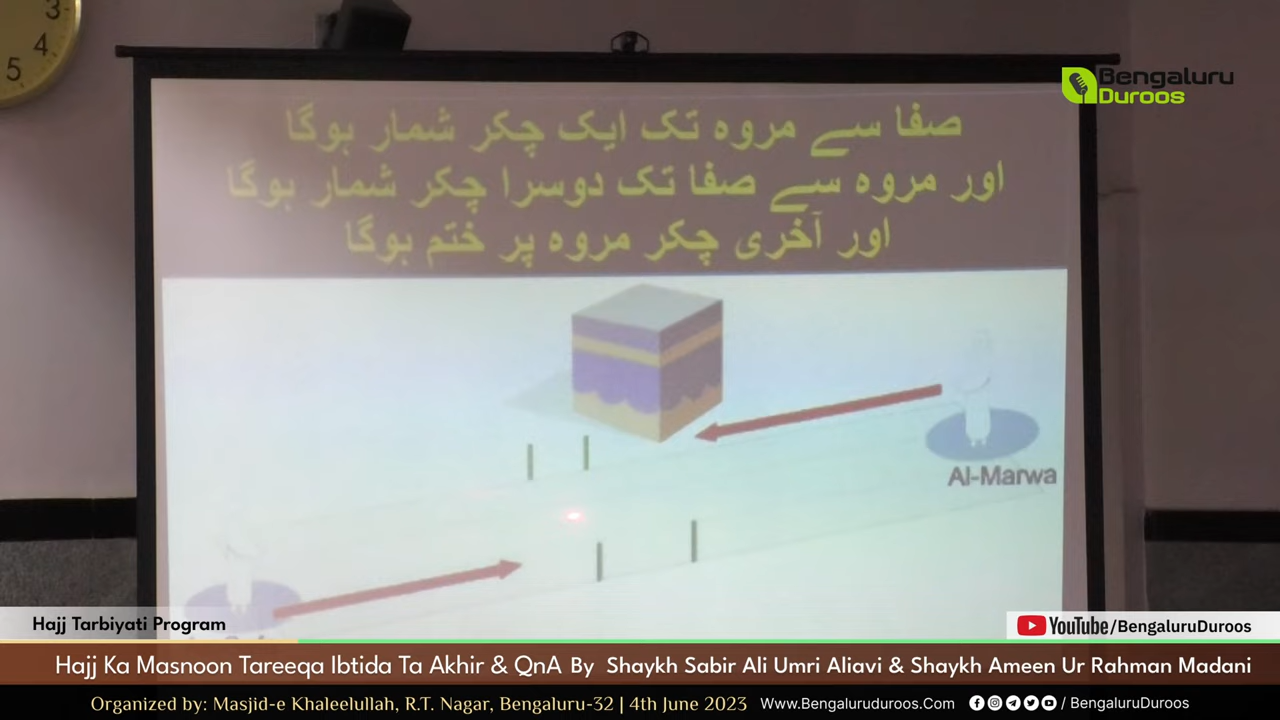 3
4
5
Bengaluru
Duroos
صفا سے مروہ تک ایک چکر شمار ہوگا
اور مروہ سے صفا تک دوسرا چکر شمار ہوگا
اور آخری چکر مروہ پر ختم ہوگا
Al-Marwa
Hajj Tarbiyati Program
YouTube/BengaluruDuroos
Hajj Ka Masnoon Tareeqa Ibtida Ta Akhir & QnA By Shaykh Sabir Ali Umri Aliavi & Shaykh Ameen Ur Rahman Madani
Organized by: Masjid-e Khaleelullah, R.T. Nagar, Bengaluru-32 | 4th June 2023 Www.Bengaluruduroos.Com / BengaluruDuroos